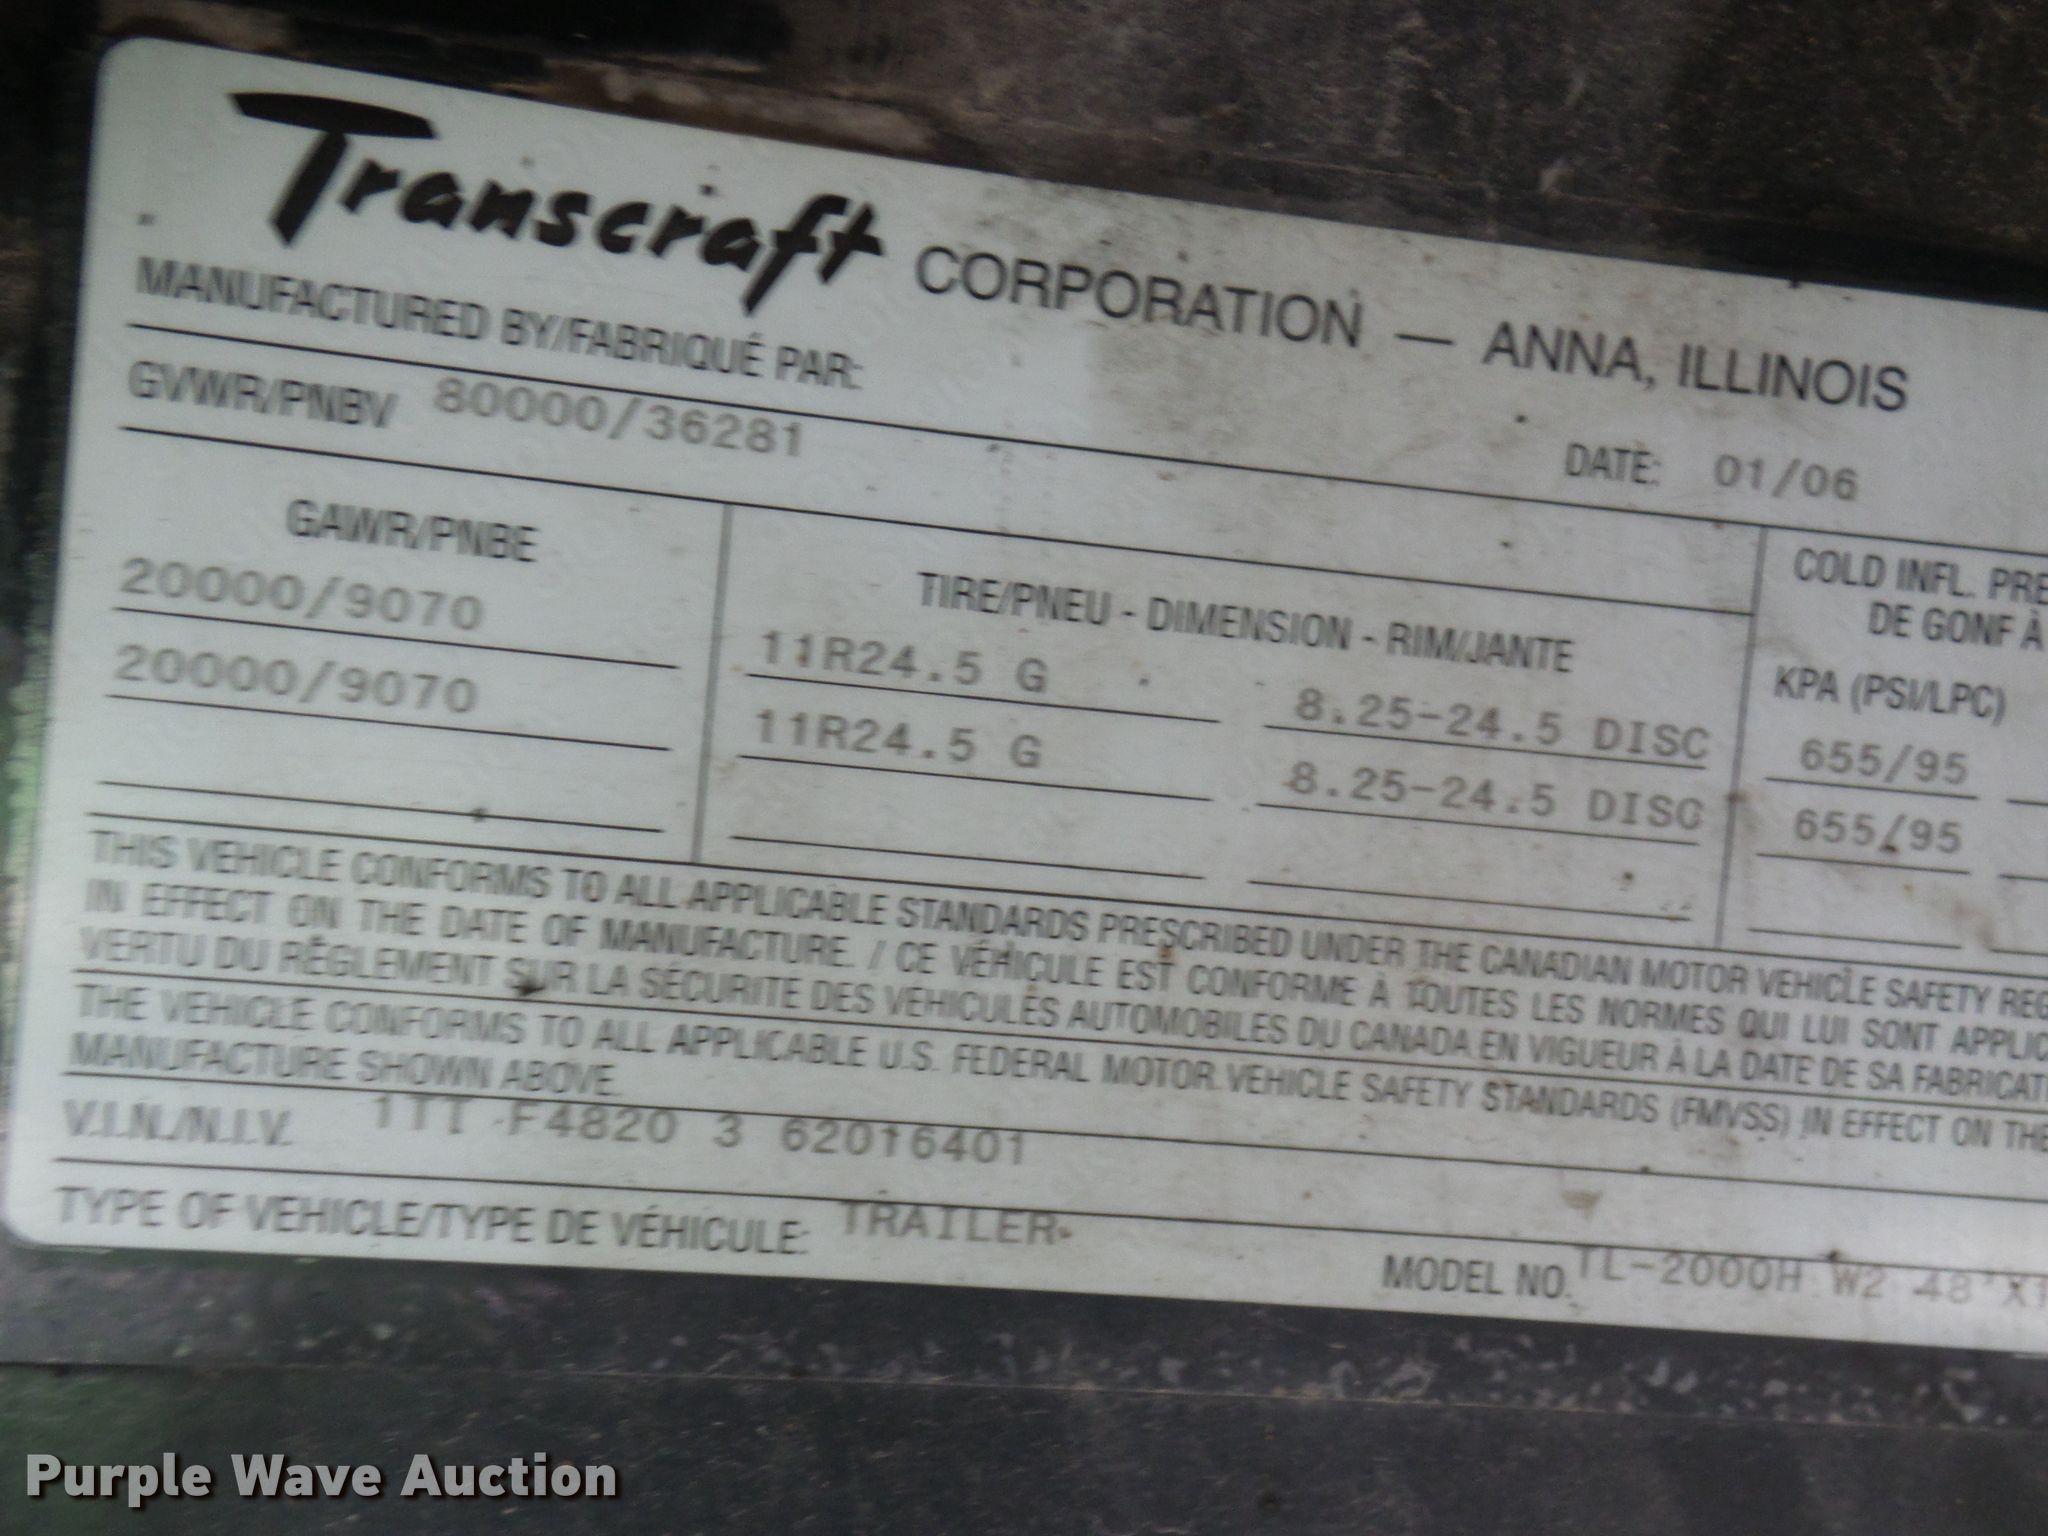 Transcraft CORPORATION — ANNA, ILLINOIS
MANUFACTURED BY/FABRIQUÉ PAR:
GVWR/PNBV 80000/36281
DATE: 01/06
GAWR/PNBE
TIRE/PNEU - DIMENSION - RIM/JANTE
COLD INFL. PRE
DE GONF À
KPA (PSI/LPC)
20000/9070 11R24.5 G 8.25-24.5 DISC 655/95
20000/9070 11R24.5 G 8.25-24.5 DISC 655/95
THIS VEHICLE CONFORMS TO ALL APPLICABLE STANDARDS PRESCRIBED UNDER THE CANADIAN MOTOR VEHICLE SAFETY REG
IN EFFECT ON THE DATE OF MANUFACTURE. / CE VÉHICULE EST CONFORME À TOUTES LES NORMES QUI LUI SONT APPLIC
VERTU DU RÈGLEMENT SUR LA SÉCURITE DES VEHICULES AUTOMOBILES DU CANADA EN VIGUEUR À LA DATE DE SA FABRICATI
THE VEHICLE CONFORMS TO ALL APPLICABLE U.S. FEDERAL MOTOR VEHICLE SAFETY STANDARDS (FMVSS) IN EFFECT ON THE
MANUFACTURE SHOWN ABOVE.
V.I.N./N.I.V. 1TT F4820 3 62016401
TYPE OF VEHICLE/TYPE DE VÉHICULE: TRAILER
MODEL NO. TL-2000H W2 48'X1
Purple Wave Auction